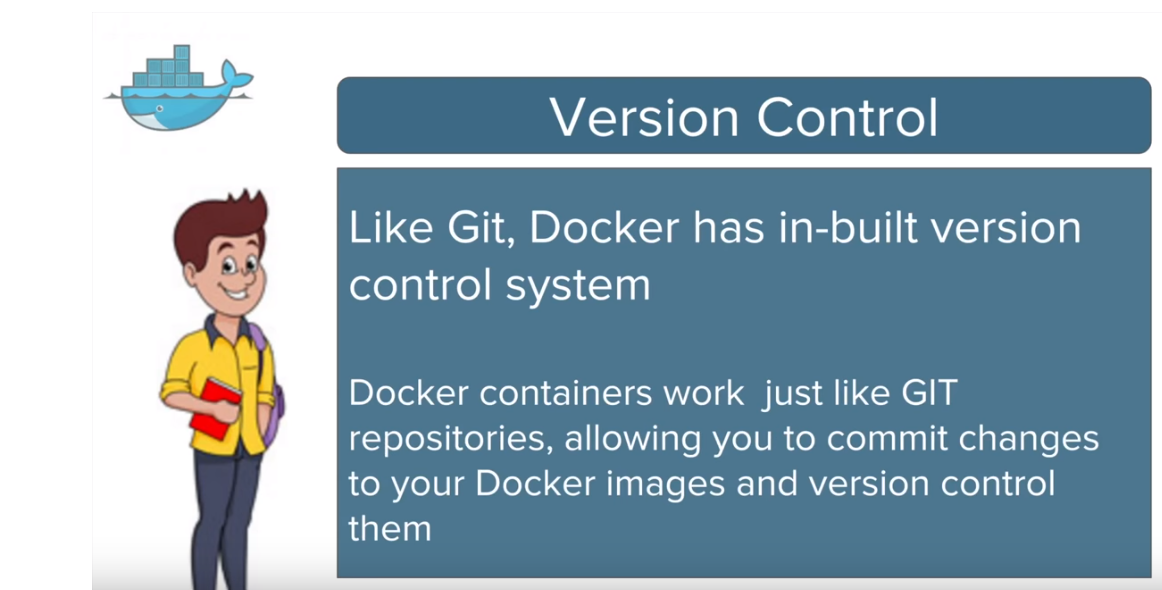 Version Control
Like Git, Docker has in-built version
control system
Docker containers work  just like GIT
repositories, allowing you to commit changes
to your Docker images and version control
them